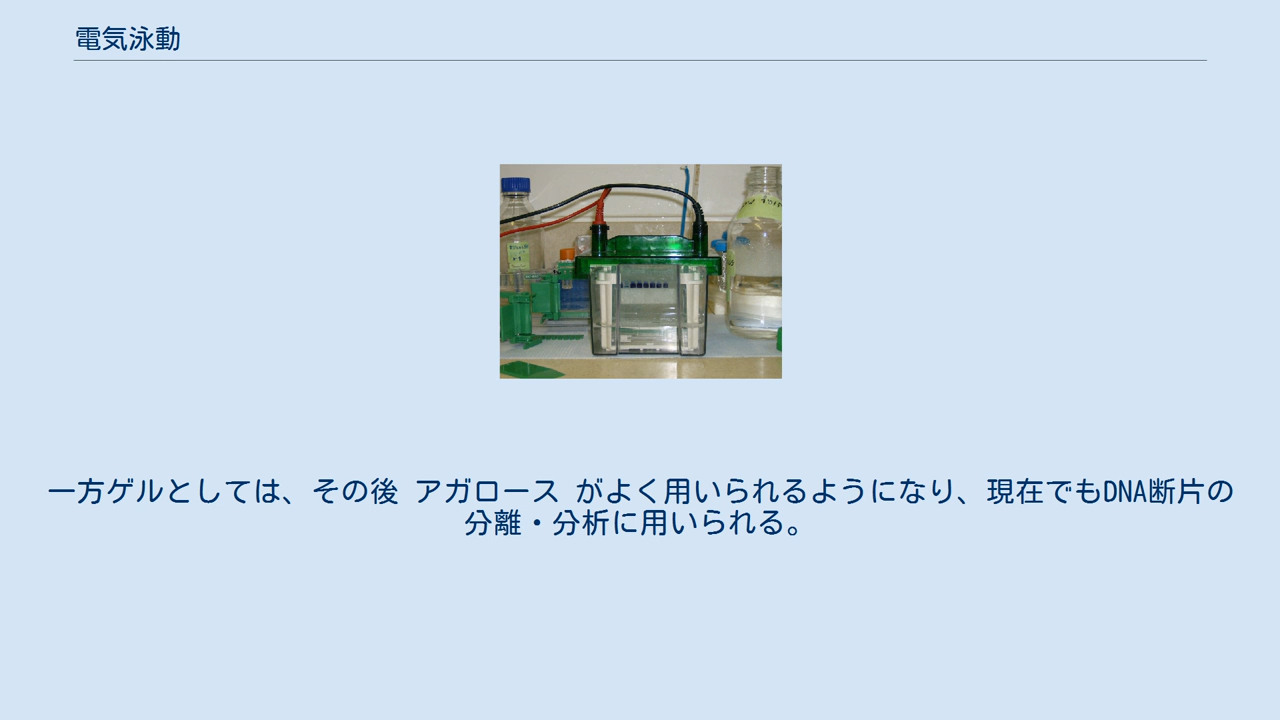 電気泳動
一方ゲルとしては、その後 アガロース がよく用いられるようになり、現在でもDNA断片の
分離・分析に用いられる。